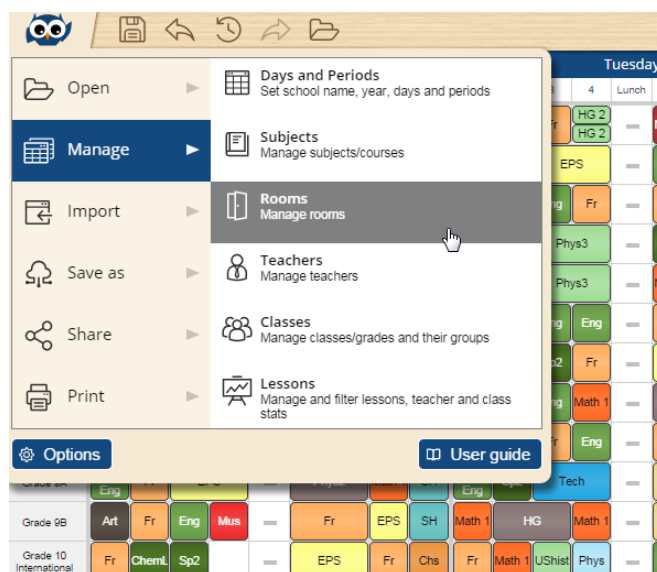 Open
Manage
Import
Save as
Share
Print
Days and Periods
Set school name, year, days and periods
Subjects
Manage subjects/courses
Rooms
Manage rooms
Teachers
Manage teachers
Classes
Manage classes/grades and their groups
Lessons
Manage and filter lessons, teacher and class
stats
Options
User guide
Tuesday
4 Lunch
HG 2
Fr HG 2
EPS
Fr
Phys3
Phys3
Eng
Fr
Math 1
Fr Eng
Eng Eng Tech
Grade 9B Art Fr Eng Mus Fr EPS SH Math 1 HG Math 1
Grade 10
International Fr Chemi. Sp2 EPS Fr Chs Fr Math 1 UShist Phys